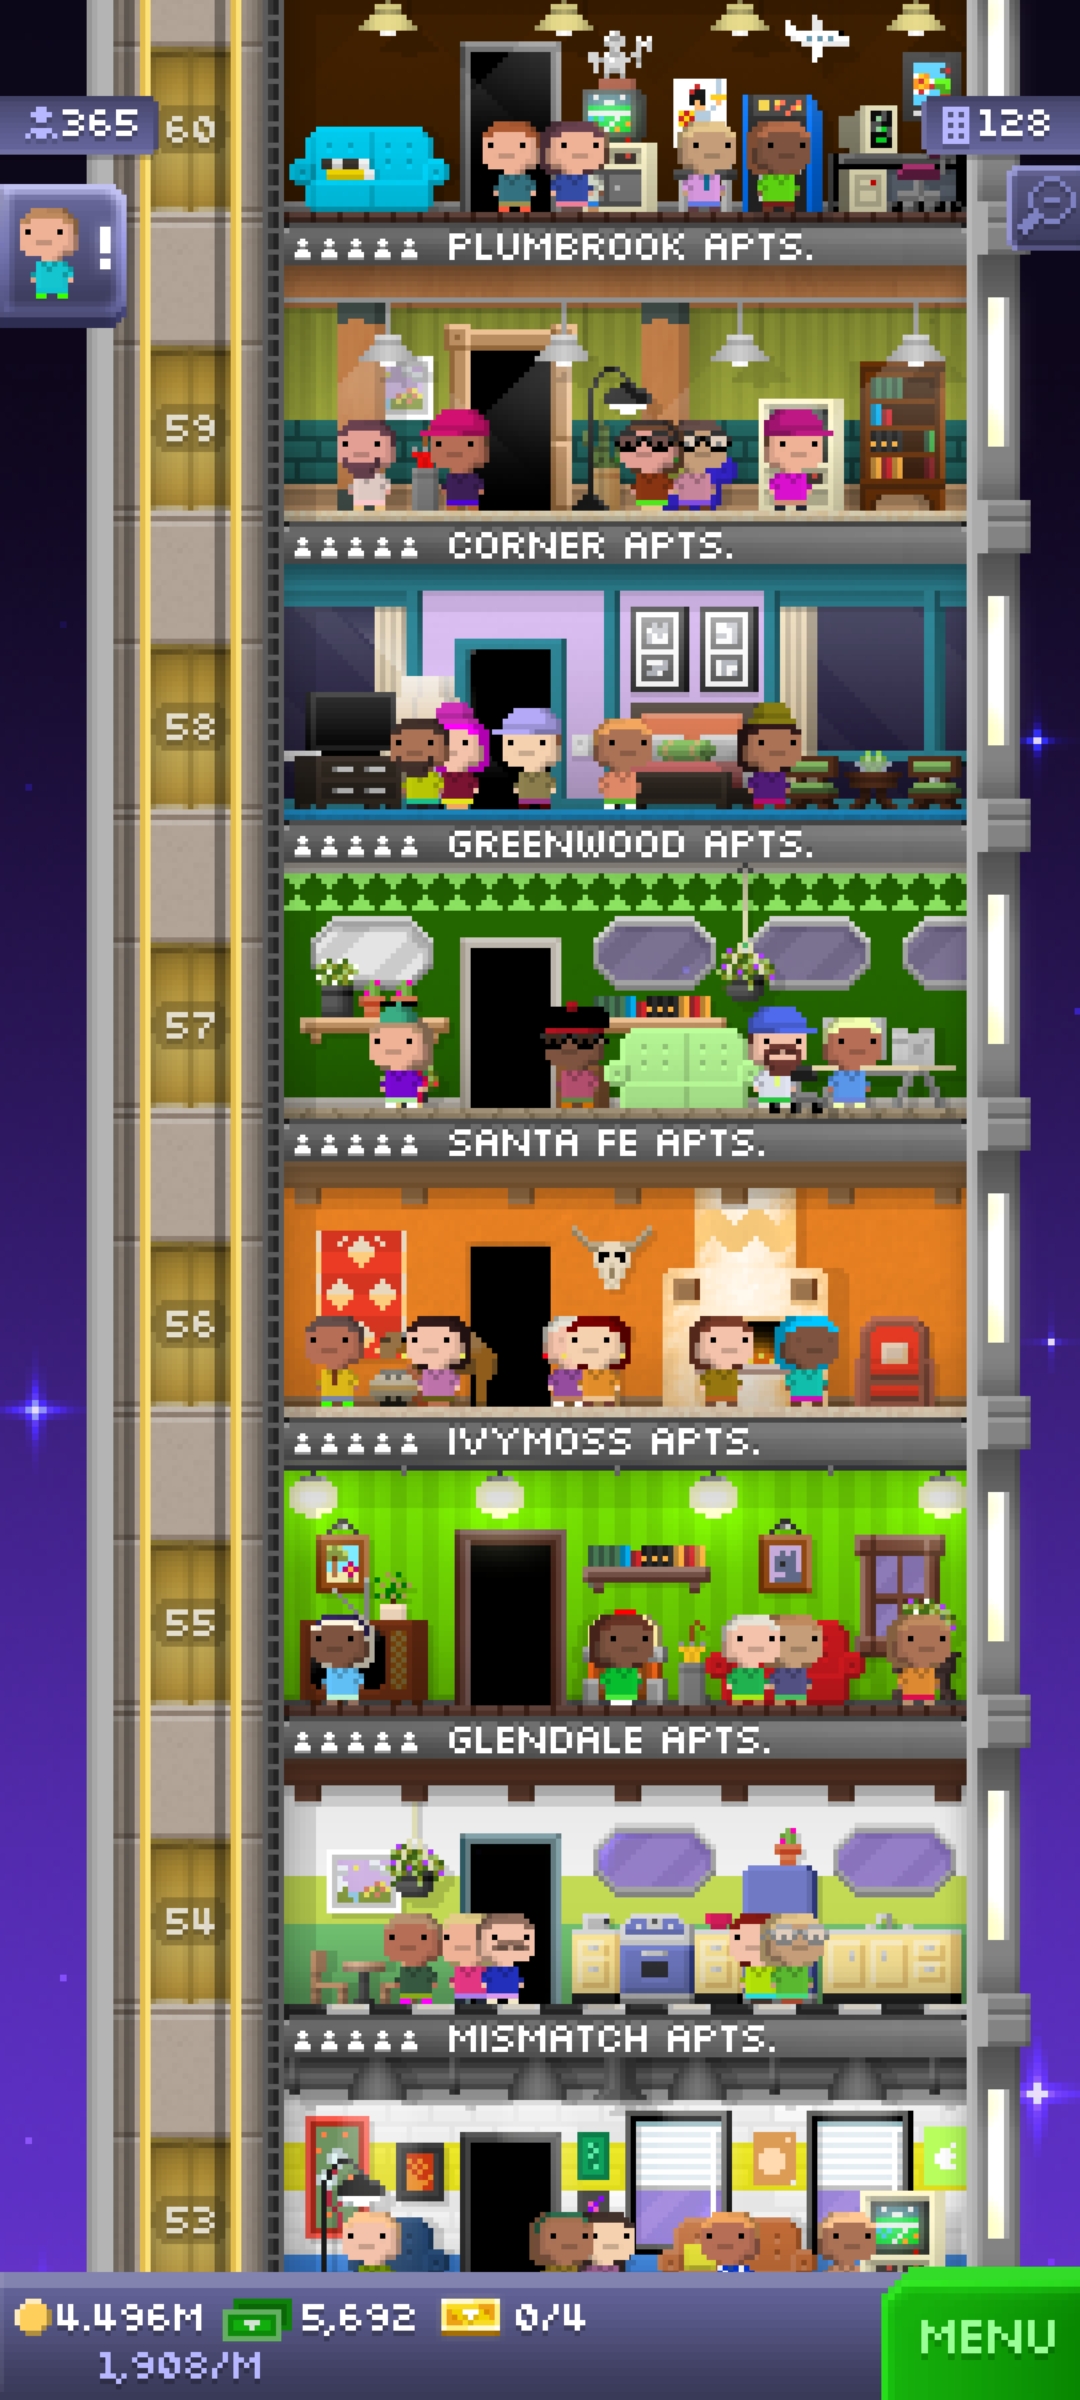 365
60
128
!
PLUMBROOK APTS.
59
CORNER APTS.
58
GREENWOOD APTS.
57
SANTA FE APTS.
56
IVYMOSS APTS.
55
GLENDALE APTS.
54
MISMATCH APTS.
53
4.496M 5,692 0/4
1,908/M
MENU